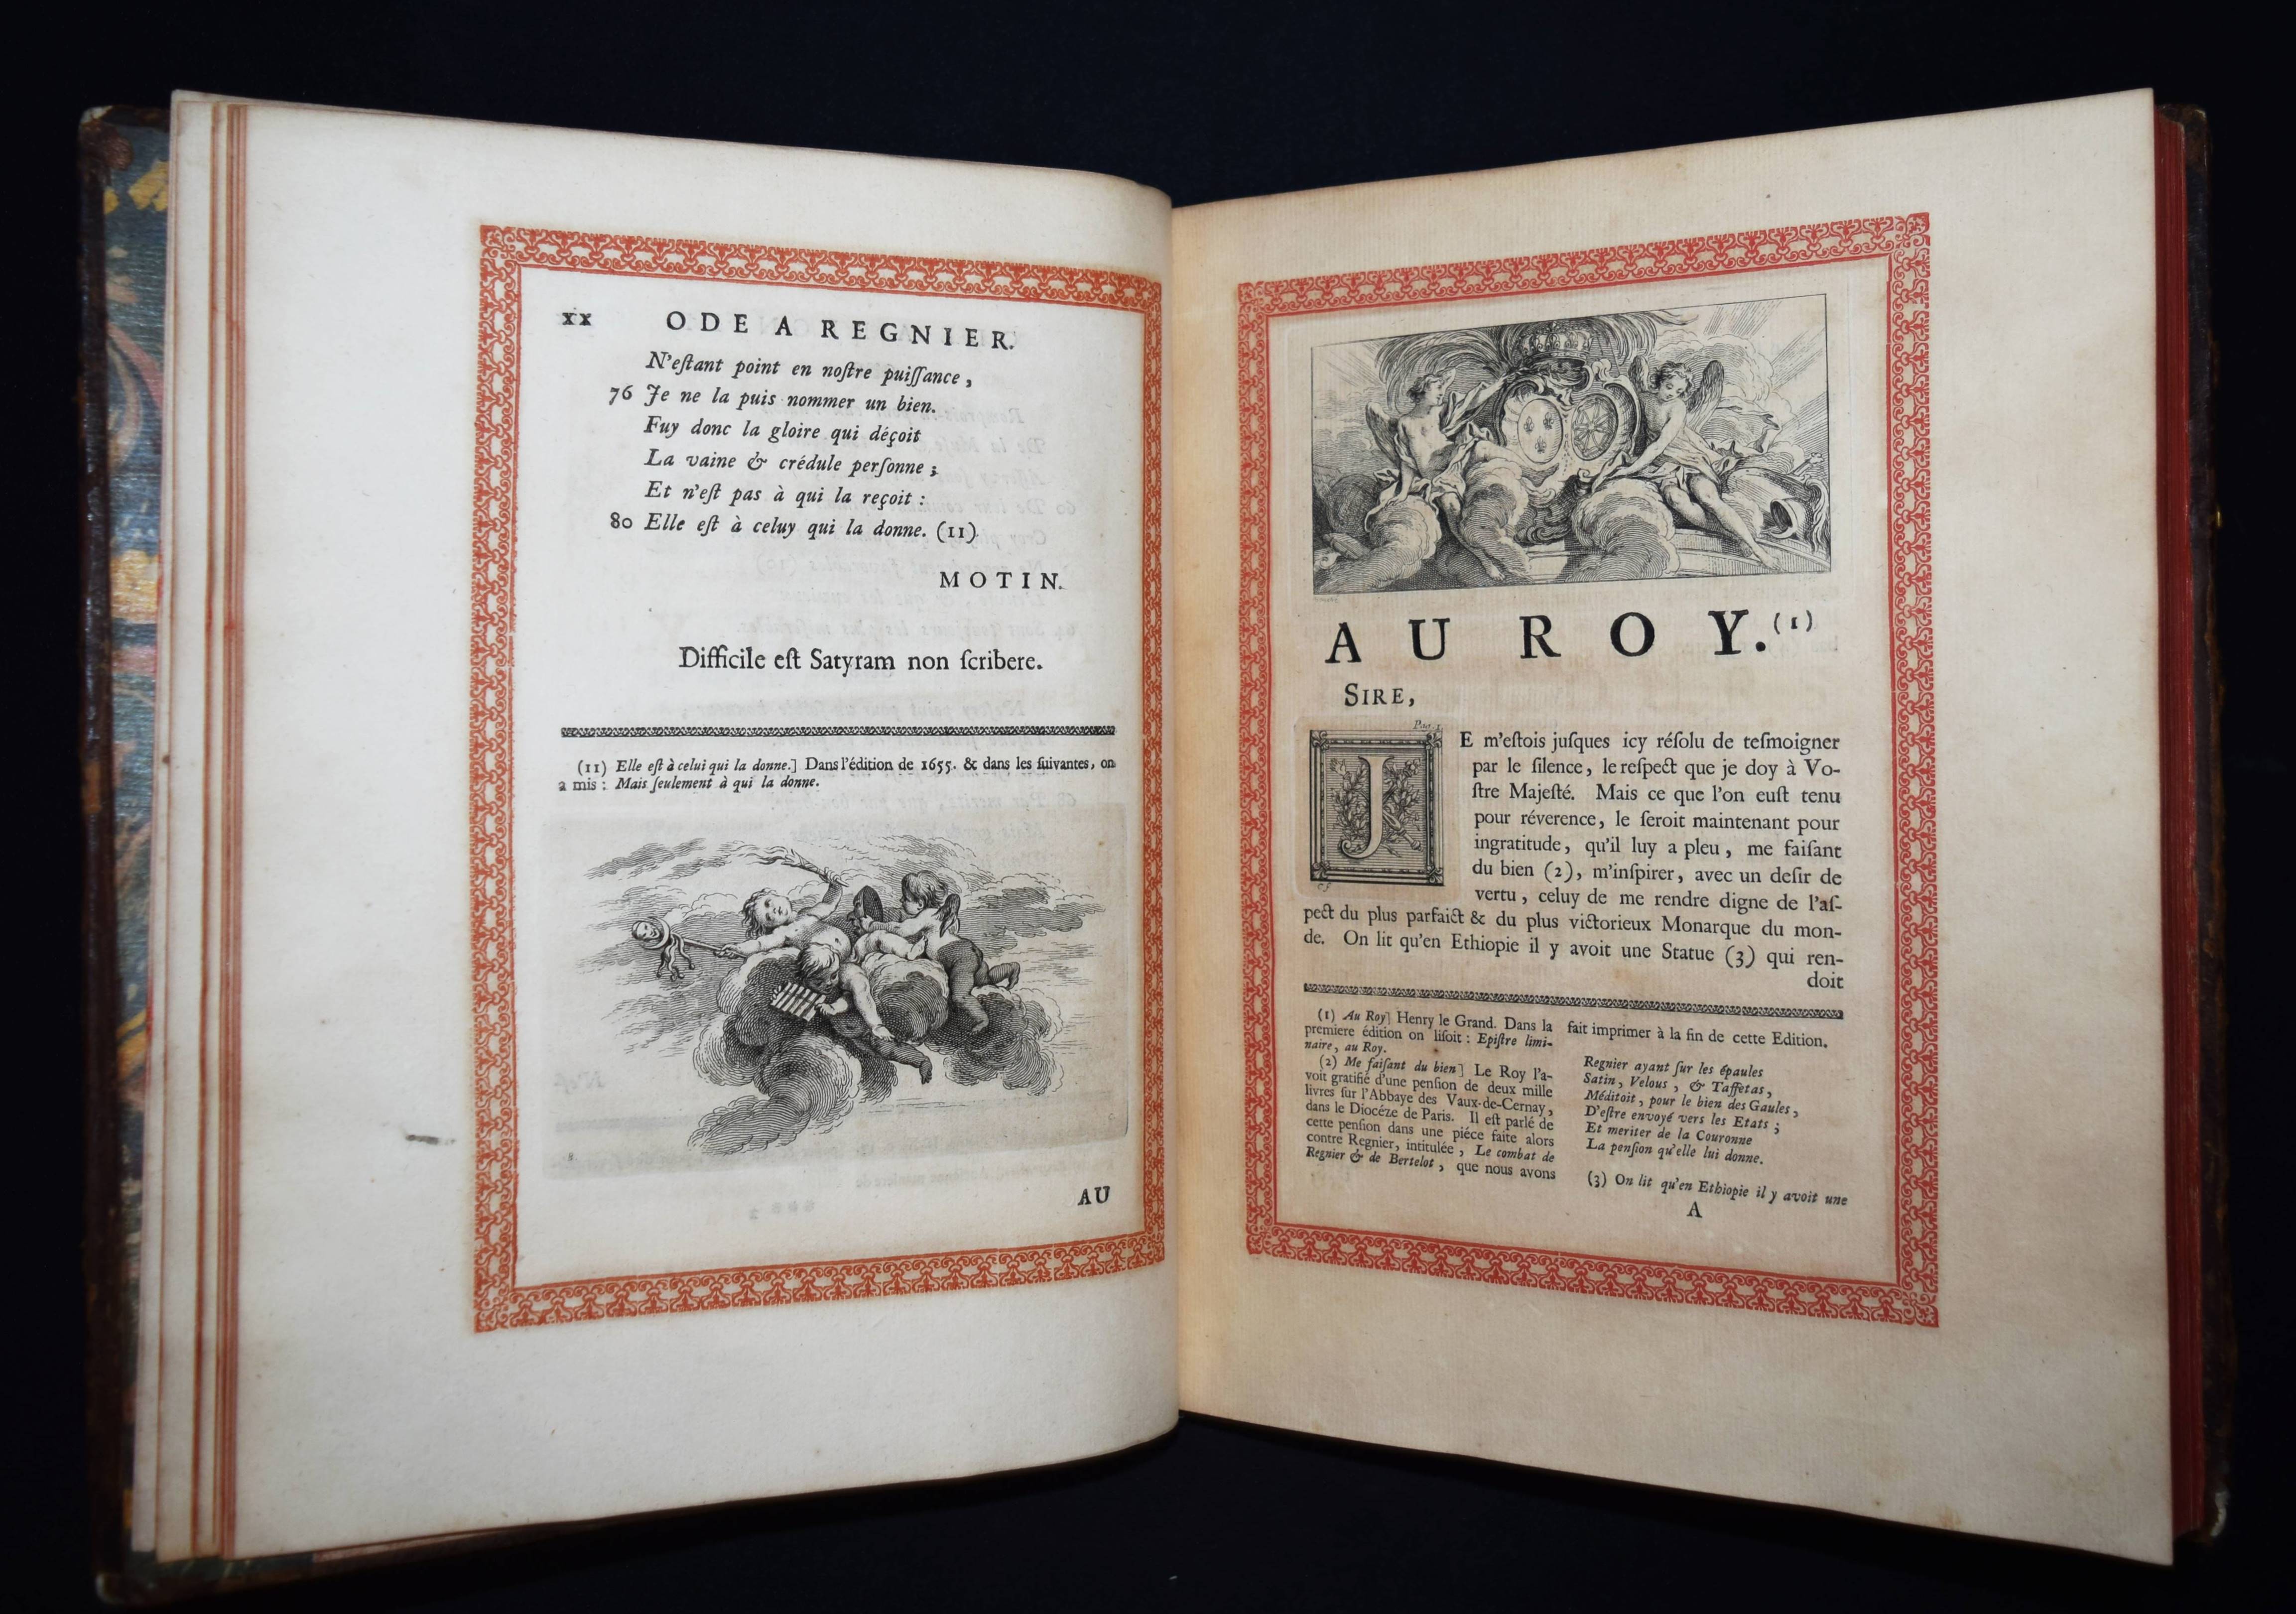 xx ODE A REGNIER.
N'eſtant point en noſtre puiſſance,
76 Je ne la puis nommer un bien.
Fuy donc la gloire qui déçoit
La vaine & crédule perſonne;
Et n'eſt pas à qui la reçoit:
80 Elle eſt à celuy qui la donne. (11)
MOTIN.
Difficile eſt Satyram non ſcribere.
(11) Elle eſt à celui qui la donne.] Dans l'édition de 1655. & dans les ſuivantes, on
a mis: Mais ſeulement à qui la donne.
AU
AU ROY. (1)
SIRE,
Pag. 1.
JE m'eſtois juſques icy réſolu de teſmoigner
par le ſilence, le reſpect que je doy à Vo-
ſtre Majeſté. Mais ce que l'on euſt tenu
pour réverence, le ſeroit maintenant pour
ingratitude, qu'il luy a pleu, me faiſant
du bien (2), m'inſpirer, avec un deſir de
vertu, celuy de me rendre digne de l'aſ-
pect du plus parfaict & du plus victorieux Monarque du mon-
de. On lit qu'en Ethiopie il y avoit une Statue (3) qui ren-
doit
(1) Au Roy] Henry le Grand. Dans la
premiere édition on liſoit: Epiſtre limi-
naire, au Roy.
(2) Me faiſant du bien] Le Roy l'a-
voit gratifié d'une penſion de deux mille
livres ſur l'Abbaye des Vaux-de-Cernay,
dans le Diocéze de Paris. Il eſt parlé de
cette penſion dans une piéce faite alors
contre Regnier, intitulée, Le combat de
Regnier & de Bertelot, que nous avons
fait imprimer à la fin de cette Edition.
Regnier ayant ſur les épaules
Satin, Velous, & Taffetas,
Méditoit, pour le bien des Gaules,
D'eſtre envoyé vers les Etats;
Et meriter de la Couronne
La penſion qu'elle lui donne.
(3) On lit qu'en Ethiopie il y avoit une
A